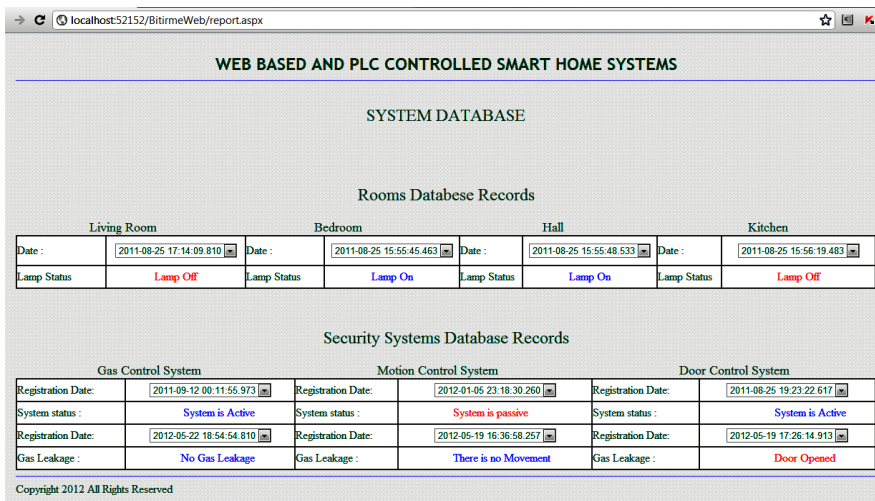 localhost:52152/BitirmeWeb/report.aspx
WEB BASED AND PLC CONTROLLED SMART HOME SYSTEMS
SYSTEM DATABASE
Rooms Databese Records
Living Room Bedroom Hall Kitchen
Date : 2011-08-25 17:14:09.810 Date : 2011-08-25 15:55:45.463 Date : 2011-08-25 15:55:48.533 Date : 2011-08-25 15:56:19.483
Lamp Status Lamp Off Lamp Status Lamp On Lamp Status Lamp On Lamp Status Lamp Off
Security Systems Database Records
Gas Control System Motion Control System Door Control System
Registration Date: 2011-09-12 00:11:55.973 Registration Date: 2012-01-05 23:18:30.260 Registration Date: 2011-08-25 19:23:22.617
System status : System is Active System status : System is passive System status : System is Active
Registration Date: 2012-05-22 18:54:54.810 Registration Date: 2012-05-19 16:36:58.257 Registration Date: 2012-05-19 17:26:14.913
Gas Leakage : No Gas Leakage Gas Leakage : There is no Movement Gas Leakage : Door Opened
Copyright 2012 All Rights Reserved